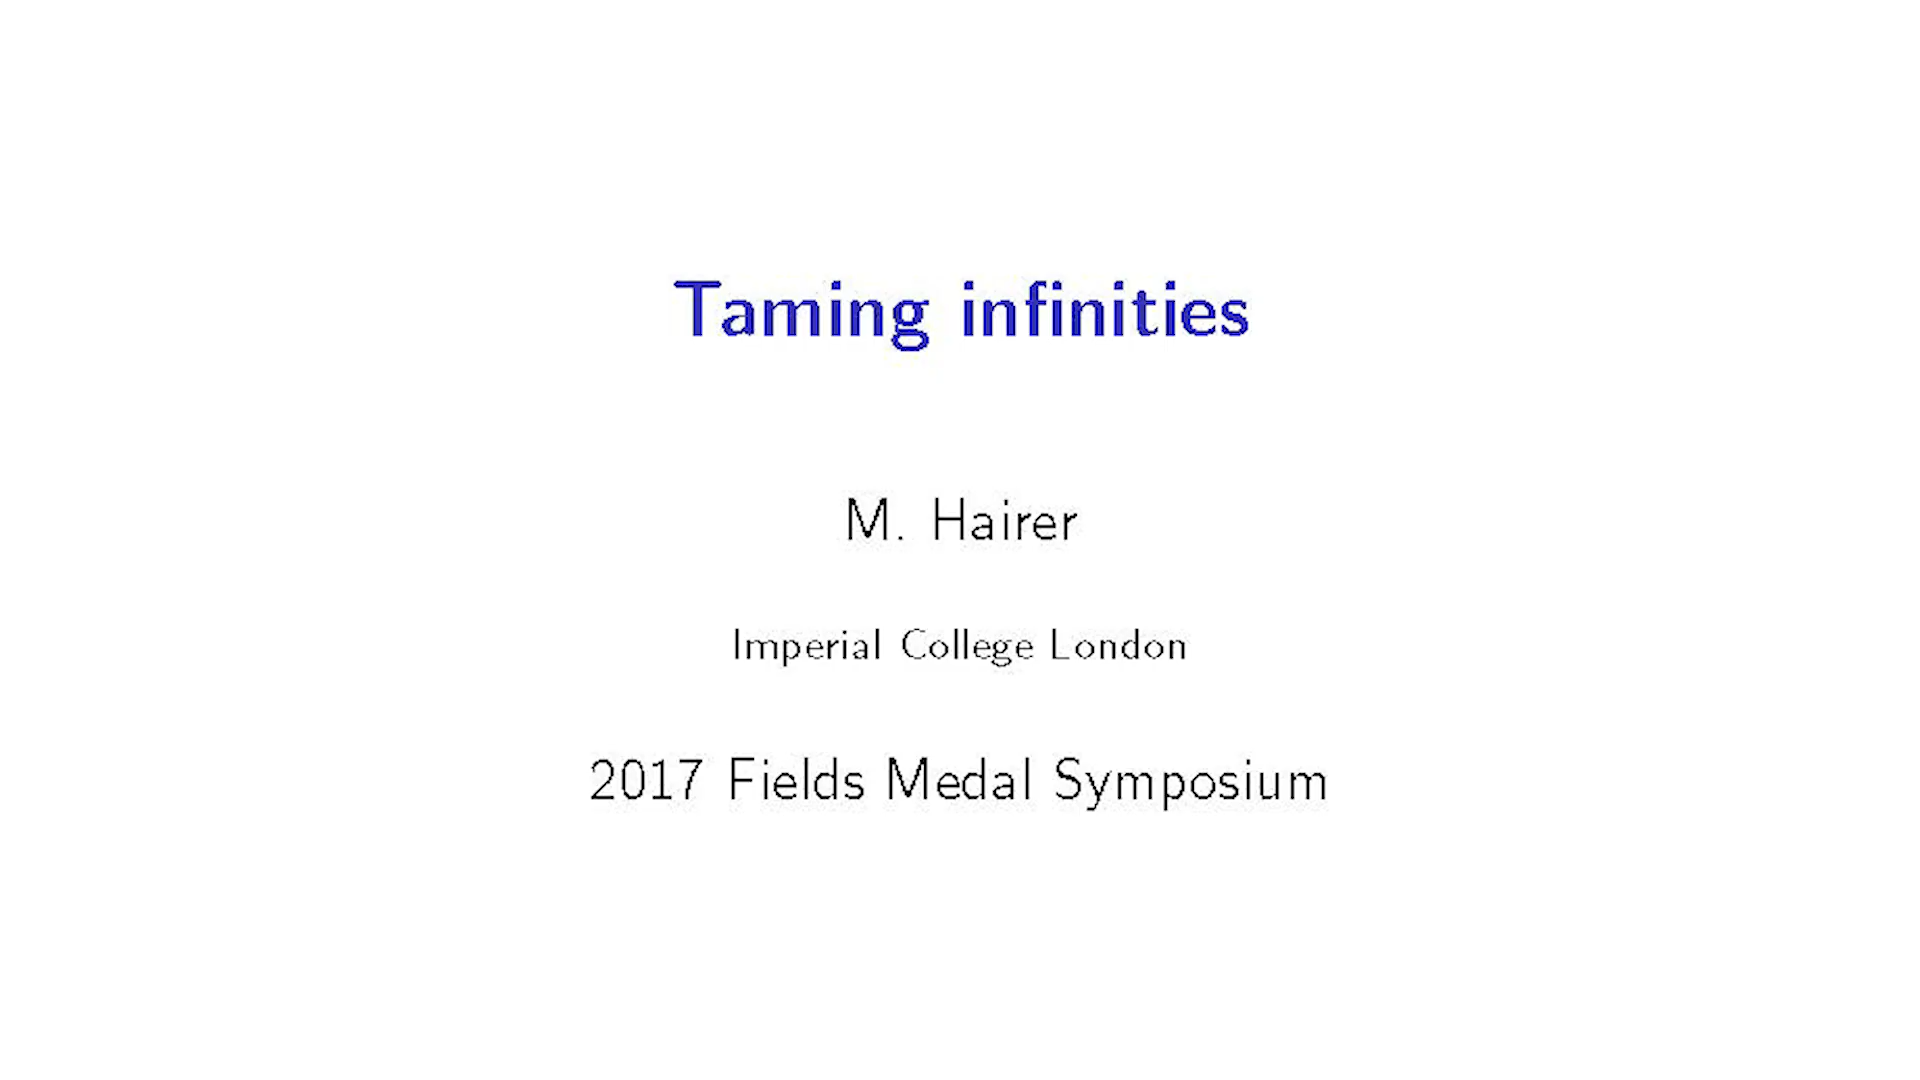 Taming infinities
M. Hairer
Imperial College London
2017 Fields Medal Symposium